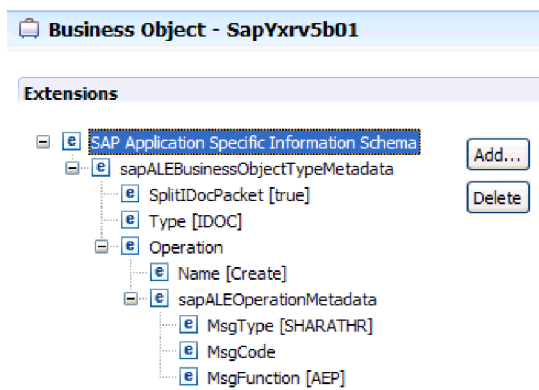 Business Object - SapYxrv5b01
Extensions
SAP Application Specific Information Schema
Add...
sapALEBusinessObjectTypeMetadata
SplitIDocPacket [true]
Delete
Type [IDOC]
Operation
Name [Create]
sapALEOperationMetadata
MsgType [SHARATHR]
MsgCode
MsgFunction [AEP]